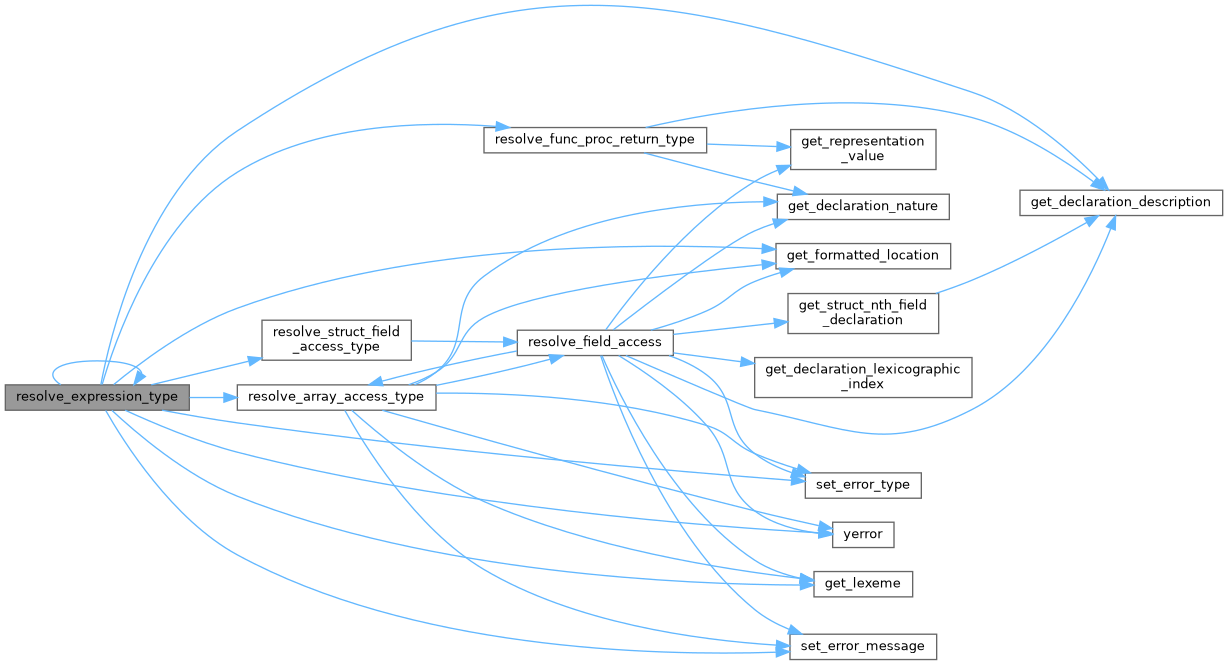 resolve_func_proc_return_type
get_representation
_value
get_declaration_nature
get_declaration_description
get_formatted_location
get_struct_nth_field
_declaration
resolve_struct_field
_access_type
resolve_field_access
get_declaration_lexicographic
_index
resolve_expression_type
resolve_array_access_type
set_error_type
yerror
get_lexeme
set_error_message